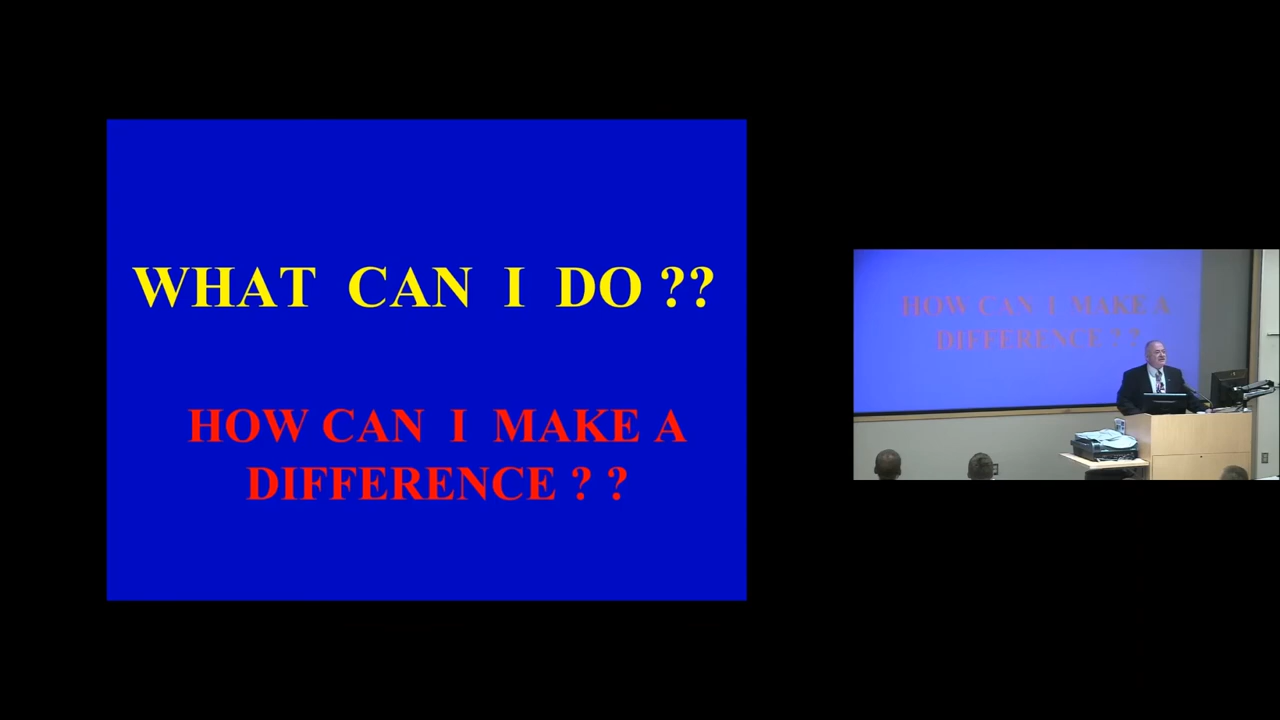 WHAT CAN I DO ??
HOW CAN I MAKE A
DIFFERENCE ? ?
HOW CAN I MAKE A
DIFFERENCE ? ?